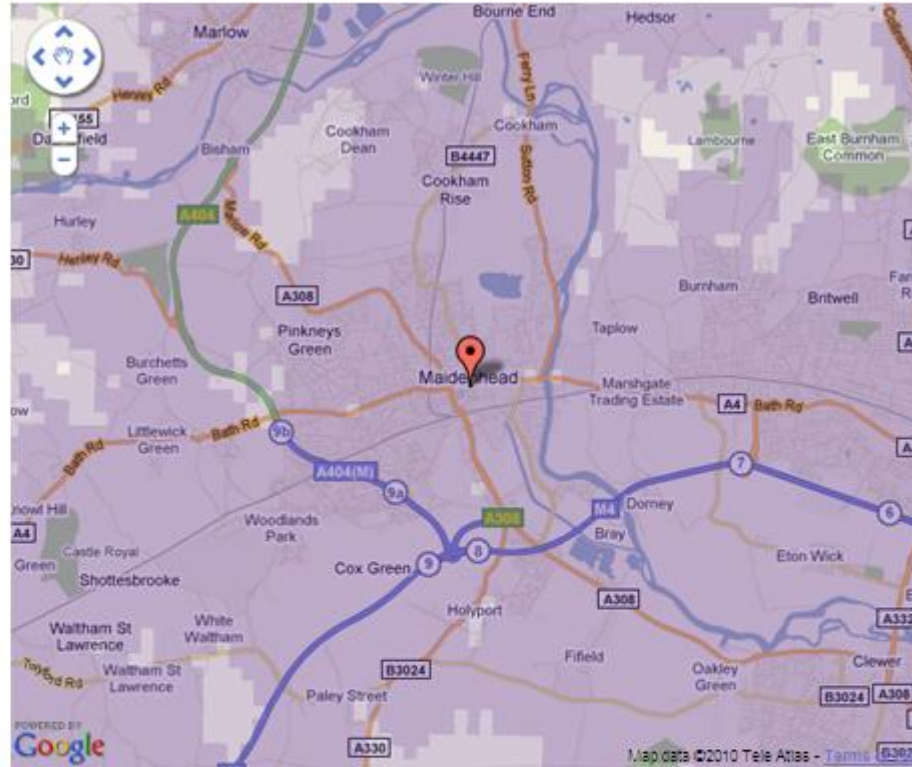 Bourne End
Hedsor
Marlow
Henley Rd
Winter Hill
Ferry Ln
Cookham
Cookham
Dean
Bisham
B4447
Cookham
Rise
Sutton Rd
Lambourne
East Burnham
Common
A404
Marlow Rd
Hurley
Henley Rd
A308
Burnham
Britwell
Pinkneys
Green
Taplow
Burchetts
Green
Maidenhead
Marshgate
Trading Estate
A4
Bath Rd
Littlewick
Green
Bath Rd
9b
Bath Rd
A404(M)
9a
7
6
M4
Dorney
Woodlands
Park
A308
Bray
A4
Castle Royal
Green
Shottesbrooke
Cox Green
9
8
Eton Wick
A308
Holyport
Waltham St
Lawrence
White
Waltham
A332
Waltham St
Lawrence
B3024
Fifield
Oakley
Green
Clewer
Paley Street
B3024
A308
A330
POWERED BY
Google
Map data ©2010 Tele Atlas -